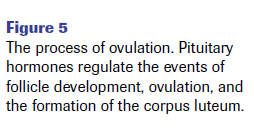 Figure 5
The process of ovulation. Pituitary
hormones regulate the events of
follicle development, ovulation, and
the formation of the corpus luteum.